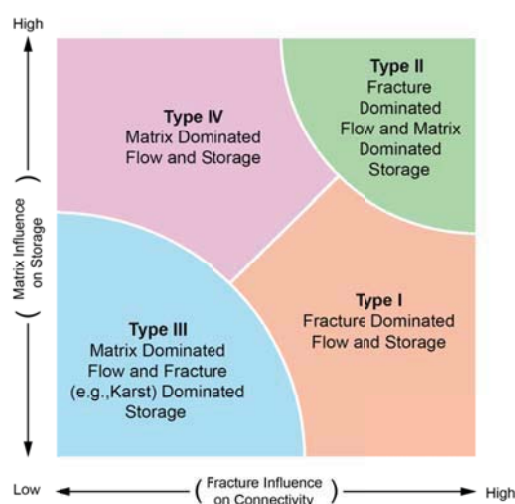 High
Type IV
Matrix Dominated
Flow and Storage
Type II
Fracture
Dominated
Flow and Matrix
Dominated
Storage
Matrix Influence
on Storage
Type III
Matrix Dominated
Flow and Fracture
(e.g.,Karst) Dominated
Storage
Type I
Fracture Dominated
Flow and Storage
Low
Fracture Influence
on Connectivity
High